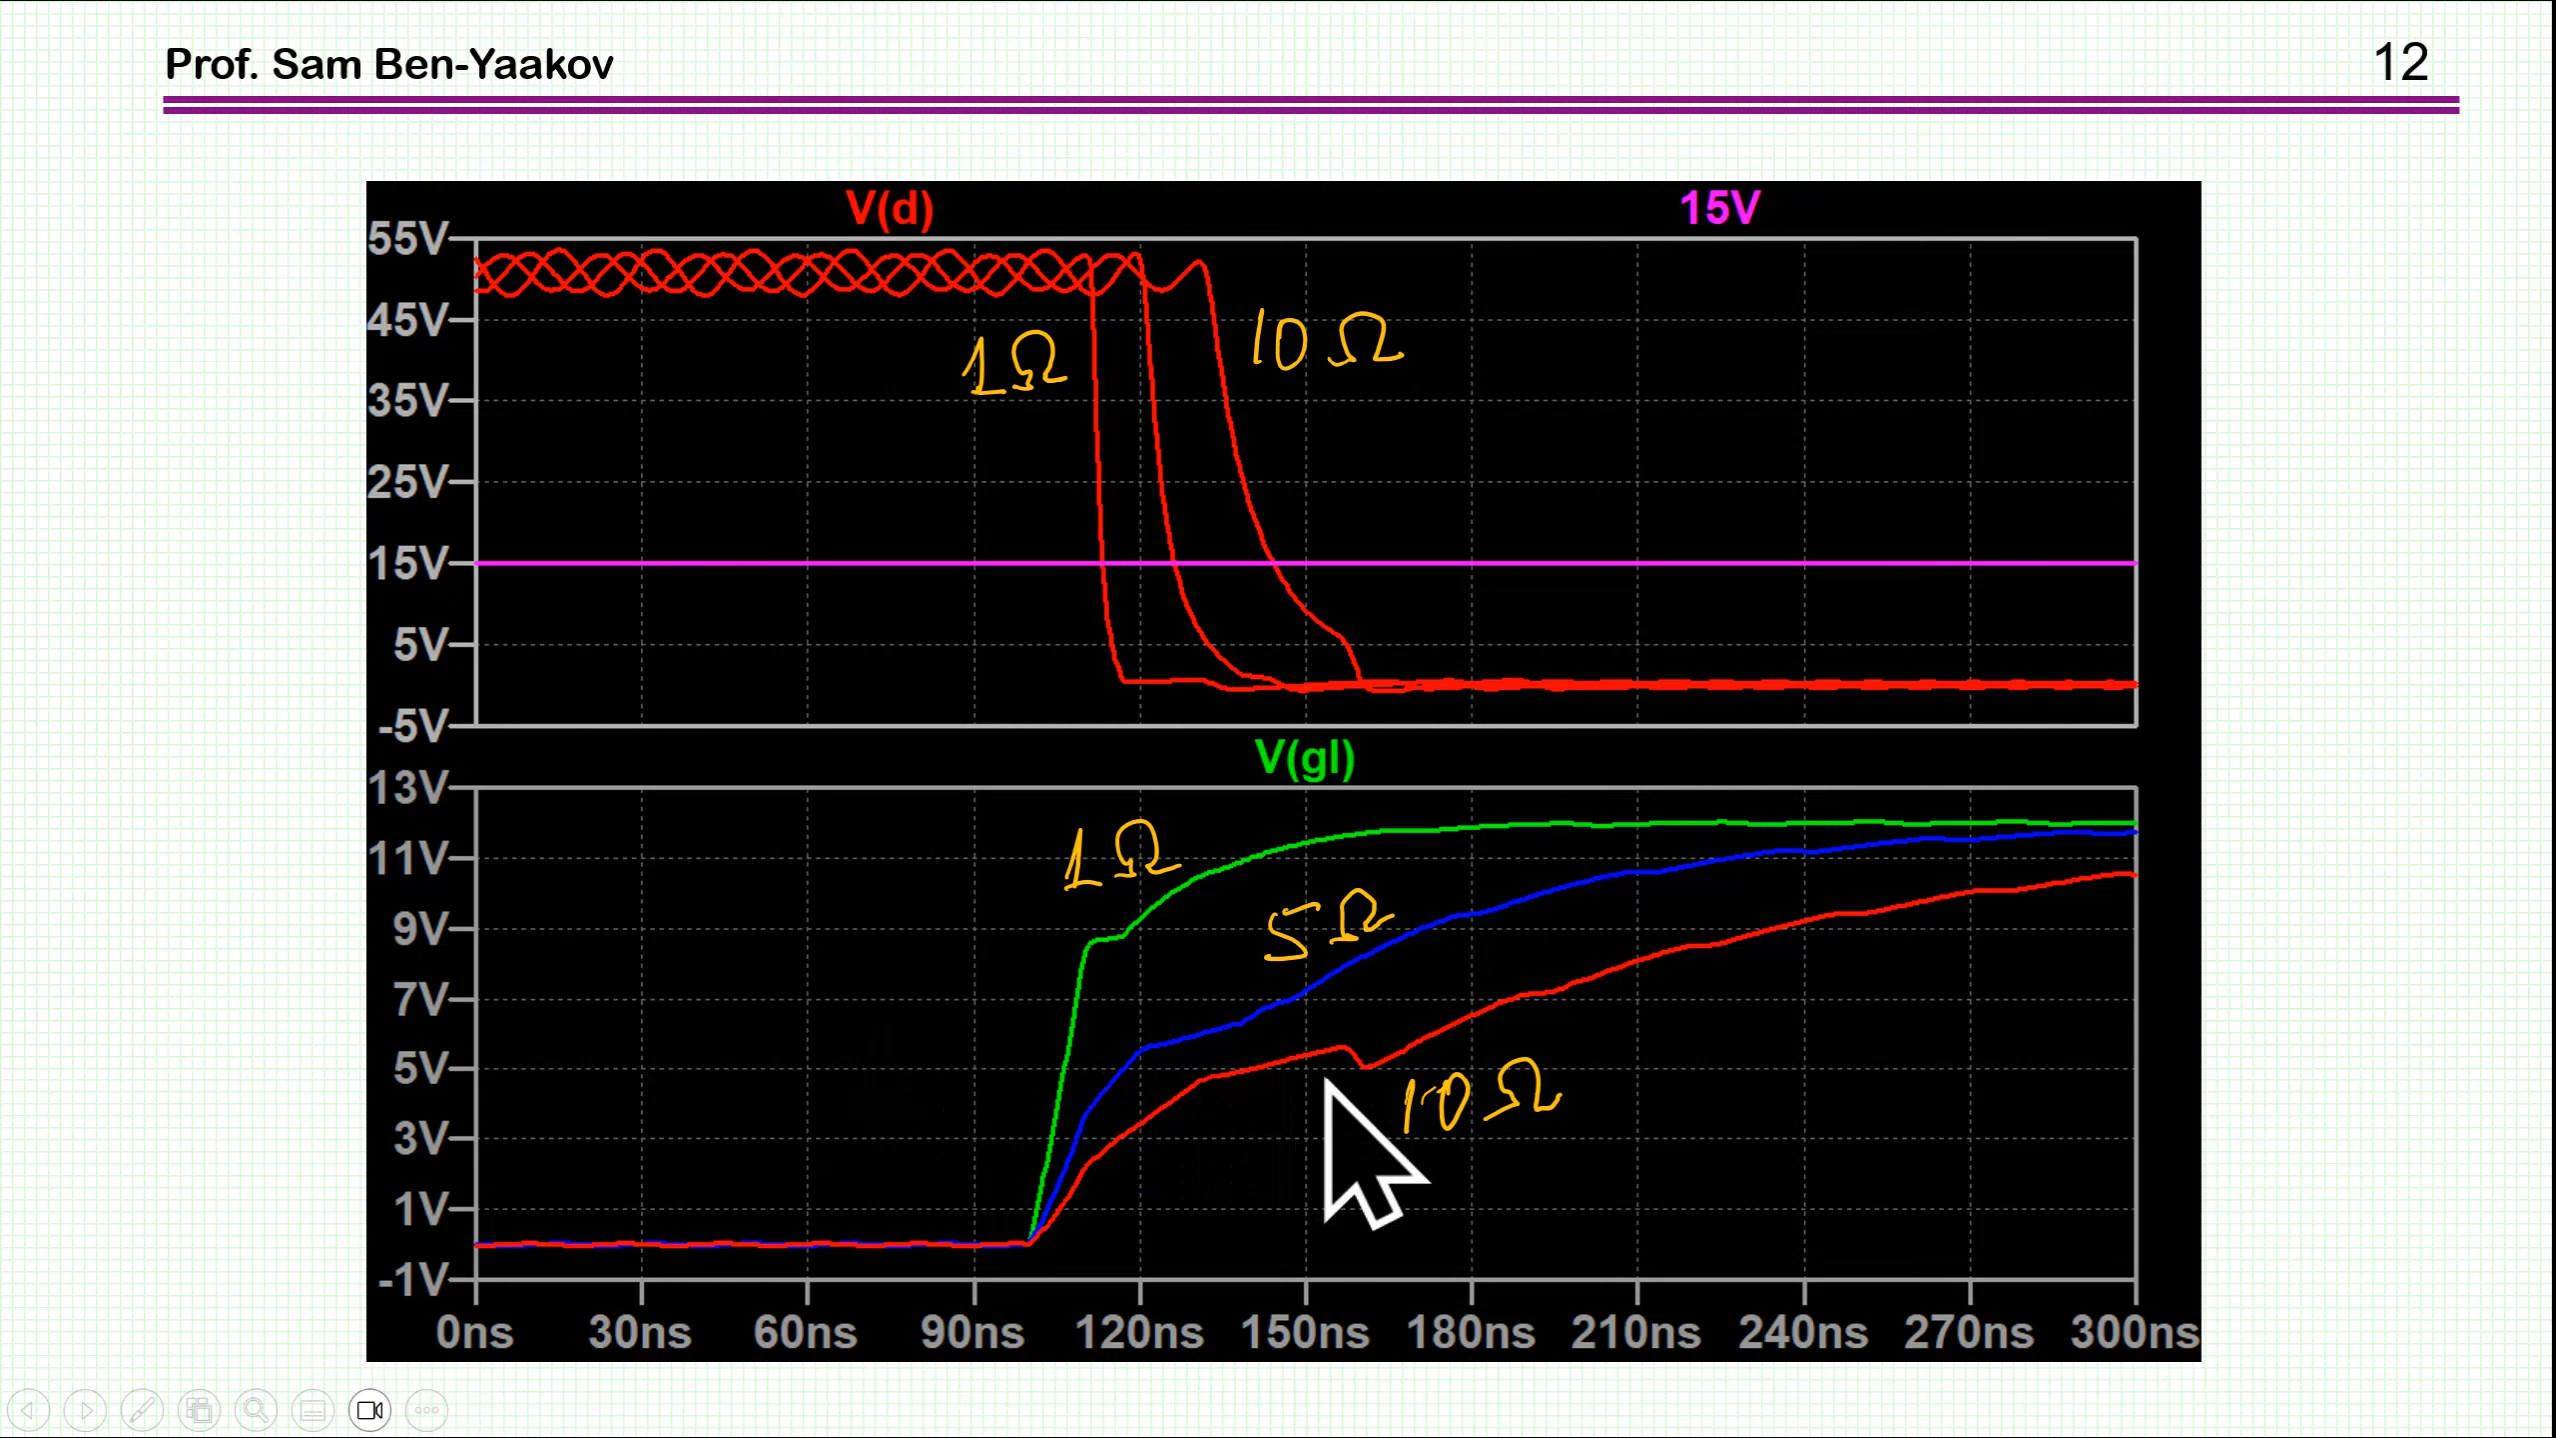 Prof. Sam Ben-Yaakov 12
V(d) 15V
55V
45V
1Ω 10Ω
35V
25V
15V
5V
-5V
V(gl)
13V
11V 1Ω
9V 5Ω
7V
5V
10Ω
3V
1V
-1V
0ns 30ns 60ns 90ns 120ns 150ns 180ns 210ns 240ns 270ns 300ns